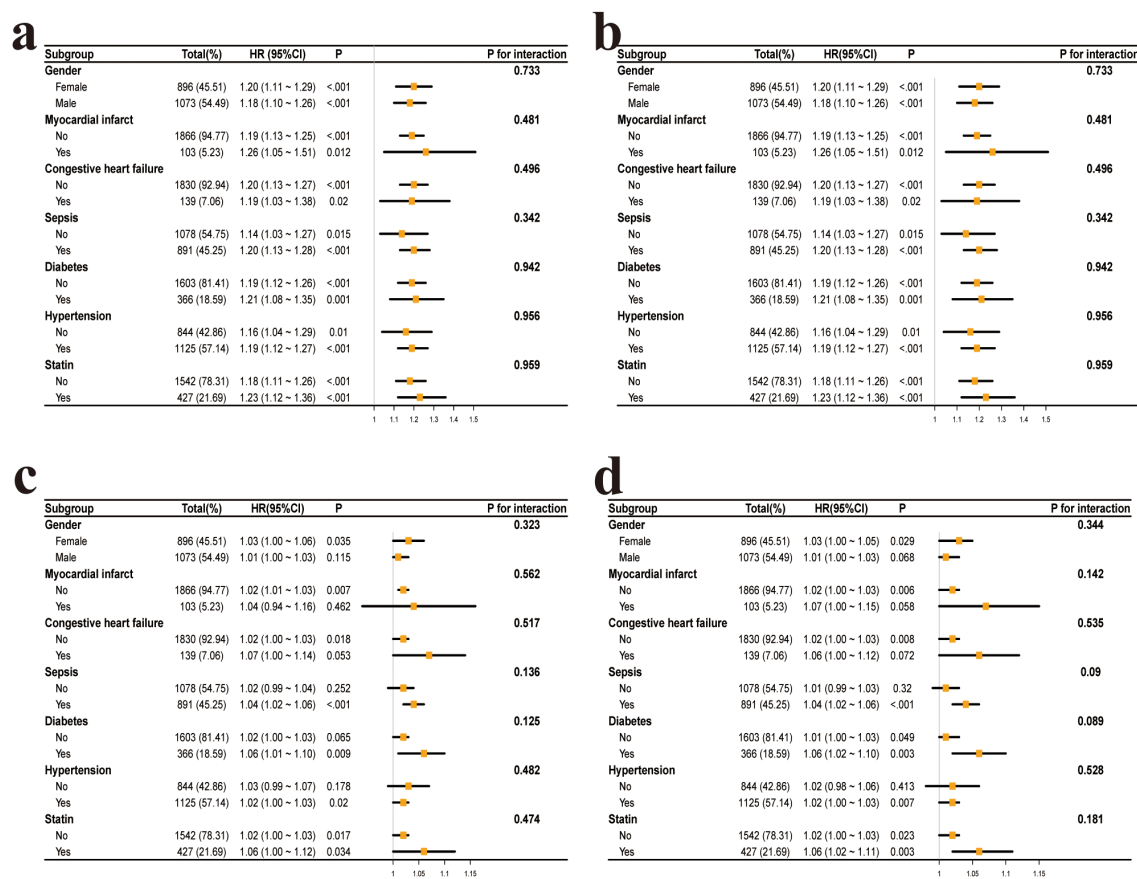 a
Subgroup Total(%) HR (95%CI) P P for interaction
Gender 0.733
Female 896 (45.51) 1.20 (1.11 ~ 1.29) <.001
Male 1073 (54.49) 1.18 (1.10 ~ 1.26) <.001
Myocardial infarct 0.481
No 1866 (94.77) 1.19 (1.13 ~ 1.25) <.001
Yes 103 (5.23) 1.26 (1.05 ~ 1.51) 0.012
Congestive heart failure 0.496
No 1830 (92.94) 1.20 (1.13 ~ 1.27) <.001
Yes 139 (7.06) 1.19 (1.03 ~ 1.38) 0.02
Sepsis 0.342
No 1078 (54.75) 1.14 (1.03 ~ 1.27) 0.015
Yes 891 (45.25) 1.20 (1.13 ~ 1.28) <.001
Diabetes 0.942
No 1603 (81.41) 1.19 (1.12 ~ 1.26) <.001
Yes 366 (18.59) 1.21 (1.08 ~ 1.35) 0.001
Hypertension 0.956
No 844 (42.86) 1.16 (1.04 ~ 1.29) 0.01
Yes 1125 (57.14) 1.19 (1.12 ~ 1.27) <.001
Statin 0.959
No 1542 (78.31) 1.18 (1.11 ~ 1.26) <.001
Yes 427 (21.69) 1.23 (1.12 ~ 1.36) <.001
1 1.1 1.2 1.3 1.4 1.5
b
Subgroup Total(%) HR(95%CI) P P for interaction
Gender 0.733
Female 896 (45.51) 1.20 (1.11 ~ 1.29) <.001
Male 1073 (54.49) 1.18 (1.10 ~ 1.26) <.001
Myocardial infarct 0.481
No 1866 (94.77) 1.19 (1.13 ~ 1.25) <.001
Yes 103 (5.23) 1.26 (1.05 ~ 1.51) 0.012
Congestive heart failure 0.496
No 1830 (92.94) 1.20 (1.13 ~ 1.27) <.001
Yes 139 (7.06) 1.19 (1.03 ~ 1.38) 0.02
Sepsis 0.342
No 1078 (54.75) 1.14 (1.03 ~ 1.27) 0.015
Yes 891 (45.25) 1.20 (1.13 ~ 1.28) <.001
Diabetes 0.942
No 1603 (81.41) 1.19 (1.12 ~ 1.26) <.001
Yes 366 (18.59) 1.21 (1.08 ~ 1.35) 0.001
Hypertension 0.956
No 844 (42.86) 1.16 (1.04 ~ 1.29) 0.01
Yes 1125 (57.14) 1.19 (1.12 ~ 1.27) <.001
Statin 0.959
No 1542 (78.31) 1.18 (1.11 ~ 1.26) <.001
Yes 427 (21.69) 1.23 (1.12 ~ 1.36) <.001
1 1.1 1.2 1.3 1.4 1.5
c
Subgroup Total(%) HR(95%CI) P P for interaction
Gender 0.323
Female 896 (45.51) 1.03 (1.00 ~ 1.06) 0.035
Male 1073 (54.49) 1.01 (1.00 ~ 1.03) 0.115
Myocardial infarct 0.562
No 1866 (94.77) 1.02 (1.01 ~ 1.03) 0.007
Yes 103 (5.23) 1.04 (0.94 ~ 1.16) 0.462
Congestive heart failure 0.517
No 1830 (92.94) 1.02 (1.00 ~ 1.03) 0.018
Yes 139 (7.06) 1.07 (1.00 ~ 1.14) 0.053
Sepsis 0.136
No 1078 (54.75) 1.02 (0.99 ~ 1.04) 0.252
Yes 891 (45.25) 1.04 (1.02 ~ 1.06) <.001
Diabetes 0.125
No 1603 (81.41) 1.02 (1.00 ~ 1.03) 0.065
Yes 366 (18.59) 1.06 (1.01 ~ 1.10) 0.009
Hypertension 0.482
No 844 (42.86) 1.03 (0.99 ~ 1.07) 0.178
Yes 1125 (57.14) 1.02 (1.00 ~ 1.03) 0.02
Statin 0.474
No 1542 (78.31) 1.02 (1.00 ~ 1.03) 0.017
Yes 427 (21.69) 1.06 (1.00 ~ 1.12) 0.034
1 1.05 1.1 1.15
d
Subgroup Total(%) HR(95%CI) P P for interaction
Gender 0.344
Female 896 (45.51) 1.03 (1.00 ~ 1.05) 0.029
Male 1073 (54.49) 1.01 (1.00 ~ 1.03) 0.068
Myocardial infarct 0.142
No 1866 (94.77) 1.02 (1.00 ~ 1.03) 0.006
Yes 103 (5.23) 1.07 (1.00 ~ 1.15) 0.058
Congestive heart failure 0.535
No 1830 (92.94) 1.02 (1.00 ~ 1.03) 0.008
Yes 139 (7.06) 1.06 (1.00 ~ 1.12) 0.072
Sepsis 0.09
No 1078 (54.75) 1.01 (0.99 ~ 1.03) 0.32
Yes 891 (45.25) 1.04 (1.02 ~ 1.06) <.001
Diabetes 0.089
No 1603 (81.41) 1.01 (1.00 ~ 1.03) 0.049
Yes 366 (18.59) 1.06 (1.02 ~ 1.10) 0.003
Hypertension 0.528
No 844 (42.86) 1.02 (0.98 ~ 1.06) 0.413
Yes 1125 (57.14) 1.02 (1.00 ~ 1.03) 0.007
Statin 0.181
No 1542 (78.31) 1.02 (1.00 ~ 1.03) 0.023
Yes 427 (21.69) 1.06 (1.02 ~ 1.11) 0.003
1 1.05 1.1 1.15